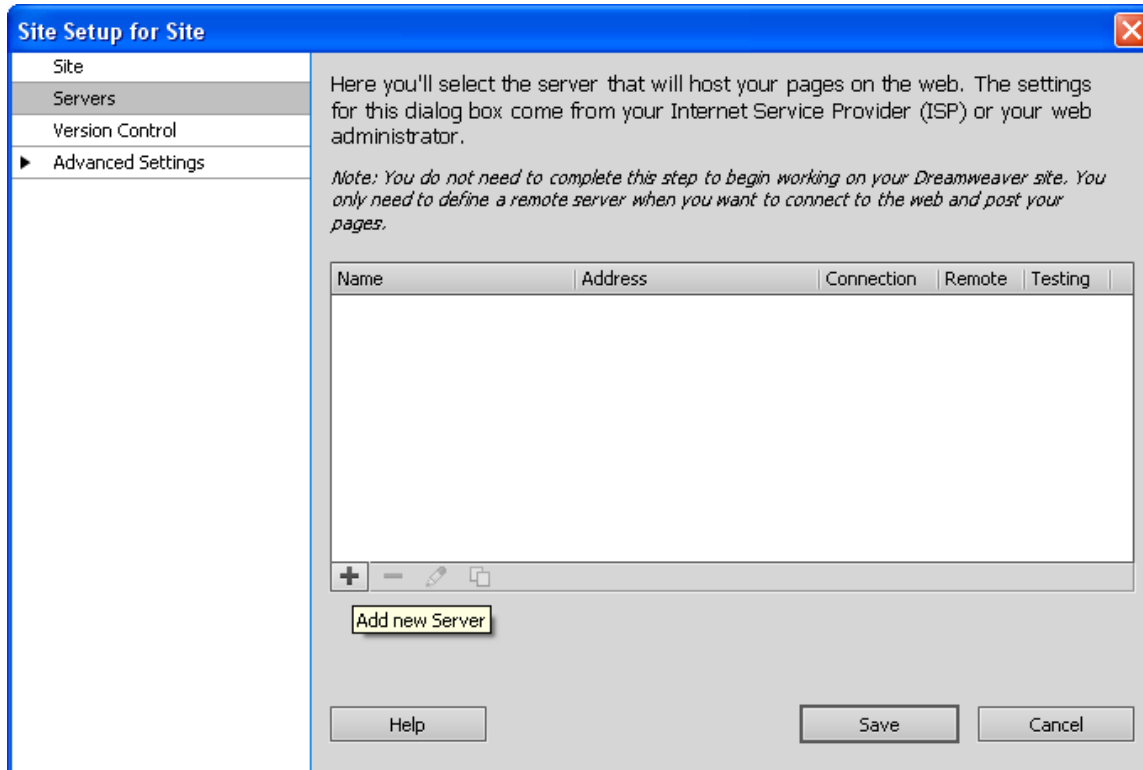 Site Setup for Site
Site
Servers
Version Control
Advanced Settings
Here you'll select the server that will host your pages on the web. The settings
for this dialog box come from your Internet Service Provider (ISP) or your web
administrator.
Note: You do not need to complete this step to begin working on your Dreamweaver site. You
only need to define a remote server when you want to connect to the web and post your
pages.
Name Address Connection Remote Testing
Add new Server
Help Save Cancel